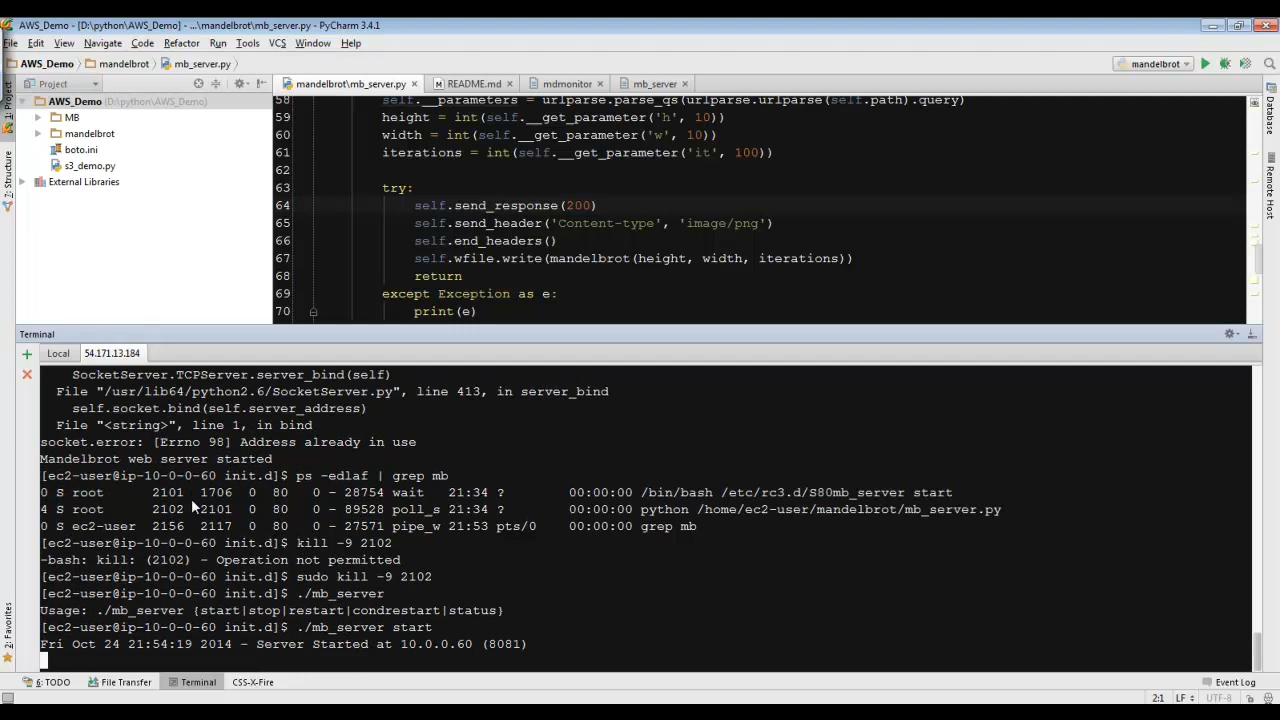 AWS_Demo - [D:\python\AWS_Demo] - ...\mandelbrot\mb_server.py - PyCharm 3.4.1
File Edit View Navigate Code Refactor Run Tools VCS Window Help
AWS_Demo mandelbrot mb_server.py mandelbrot
1: Project
Z: Structure
2: Favorites
Project
AWS_Demo (D:\python\AWS_Demo)
MB
mandelbrot
boto.ini
s3_demo.py
External Libraries
mandelbrot\mb_server.py README.md mdmonitor mb_server
58 self.__parameters = urlparse.parse_qs(urlparse.urlparse(self.path).query)
59 height = int(self.__get_parameter('h', 10))
60 width = int(self.__get_parameter('w', 10))
61 iterations = int(self.__get_parameter('it', 100))
62
63 try:
64 self.send_response(200)
65 self.send_header('Content-type', 'image/png')
66 self.end_headers()
67 self.wfile.write(mandelbrot(height, width, iterations))
68 return
69 except Exception as e:
70 print(e)
Database
Remote Host
Terminal
Local 54.171.13.184
SocketServer.TCPServer.server_bind(self)
File "/usr/lib64/python2.6/SocketServer.py", line 413, in server_bind
self.socket.bind(self.server_address)
File "<string>", line 1, in bind
socket.error: [Errno 98] Address already in use
Mandelbrot web server started
[ec2-user@ip-10-0-0-60 init.d]$ ps -edlaf | grep mb
0 S root 2101 1706 0 80 0 - 28754 wait 21:34 ? 00:00:00 /bin/bash /etc/rc3.d/S80mb_server start
4 S root 2102 2101 0 80 0 - 89528 poll_s 21:34 ? 00:00:00 python /home/ec2-user/mandelbrot/mb_server.py
0 S ec2-user 2156 2117 0 80 0 - 27571 pipe_w 21:53 pts/0 00:00:00 grep mb
[ec2-user@ip-10-0-0-60 init.d]$ kill -9 2102
-bash: kill: (2102) - Operation not permitted
[ec2-user@ip-10-0-0-60 init.d]$ sudo kill -9 2102
[ec2-user@ip-10-0-0-60 init.d]$ ./mb_server
Usage: ./mb_server {start|stop|restart|condrestart|status}
[ec2-user@ip-10-0-0-60 init.d]$ ./mb_server start
Fri Oct 24 21:54:19 2014 - Server Started at 10.0.0.60 (8081)
6: TODO File Transfer Terminal CSS-X-Fire Event Log
2:1 LF UTF-8